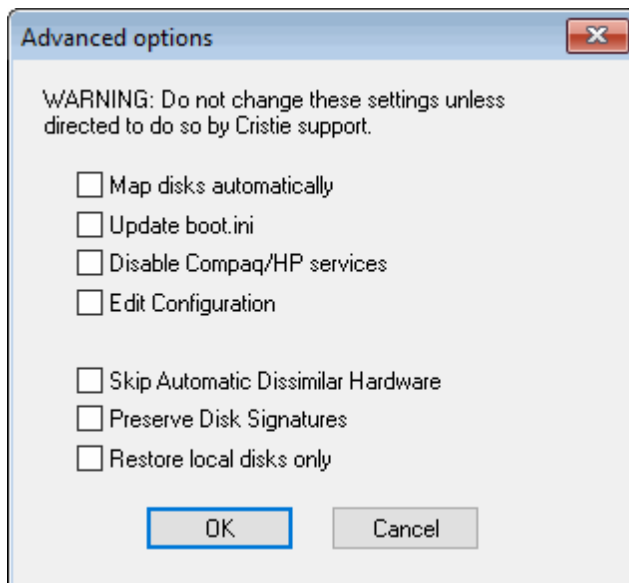 Advanced options
WARNING: Do not change these settings unless
directed to do so by Cristie support.
Map disks automatically
Update boot.ini
Disable Compaq/HP services
Edit Configuration
Skip Automatic Dissimilar Hardware
Preserve Disk Signatures
Restore local disks only
OK
Cancel